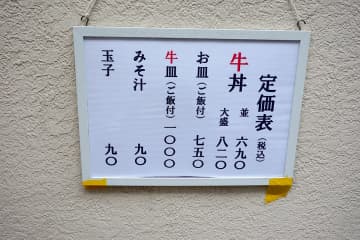 定価表（税込）
牛丼 並 六九〇
大盛 八二〇
お皿（ご飯付） 七五〇
牛皿（ご飯付） 一〇〇〇
みそ汁 九〇
玉子 九〇